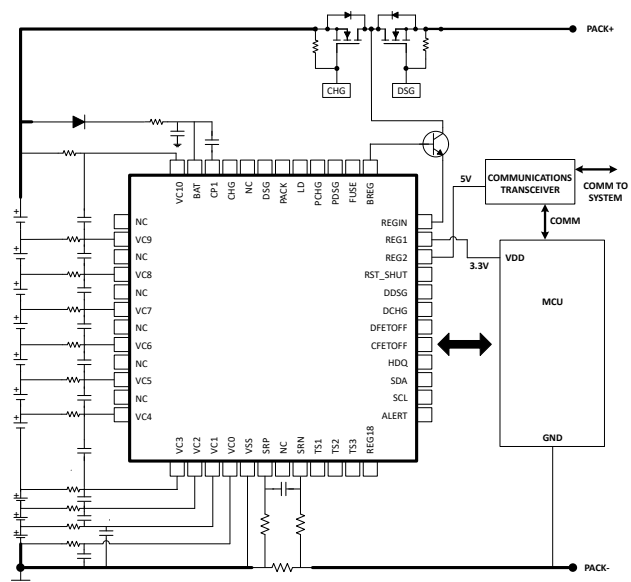 PACK+
CHG
DSG
VC10
BAT
CP1
CHG
NC
DSG
PACK
LD
PCHG
PDSG
FUSE
BREG
5V
COMMUNICATIONS
TRANSCEIVER
COMM TO
SYSTEM
COMM
NC
VC9
NC
VC8
NC
VC7
NC
VC6
NC
VC5
NC
VC4
REGIN
REG1
REG2
RST_SHUT
DDSG
DCHG
DFETOFF
CFETOFF
HDQ
SDA
SCL
ALERT
3.3V
VDD
MCU
GND
VC3
VC2
VC1
VC0
VSS
SRP
NC
SRN
TS1
TS2
TS3
REG18
PACK-
+
+
+
+
+
+
+
+
+
+